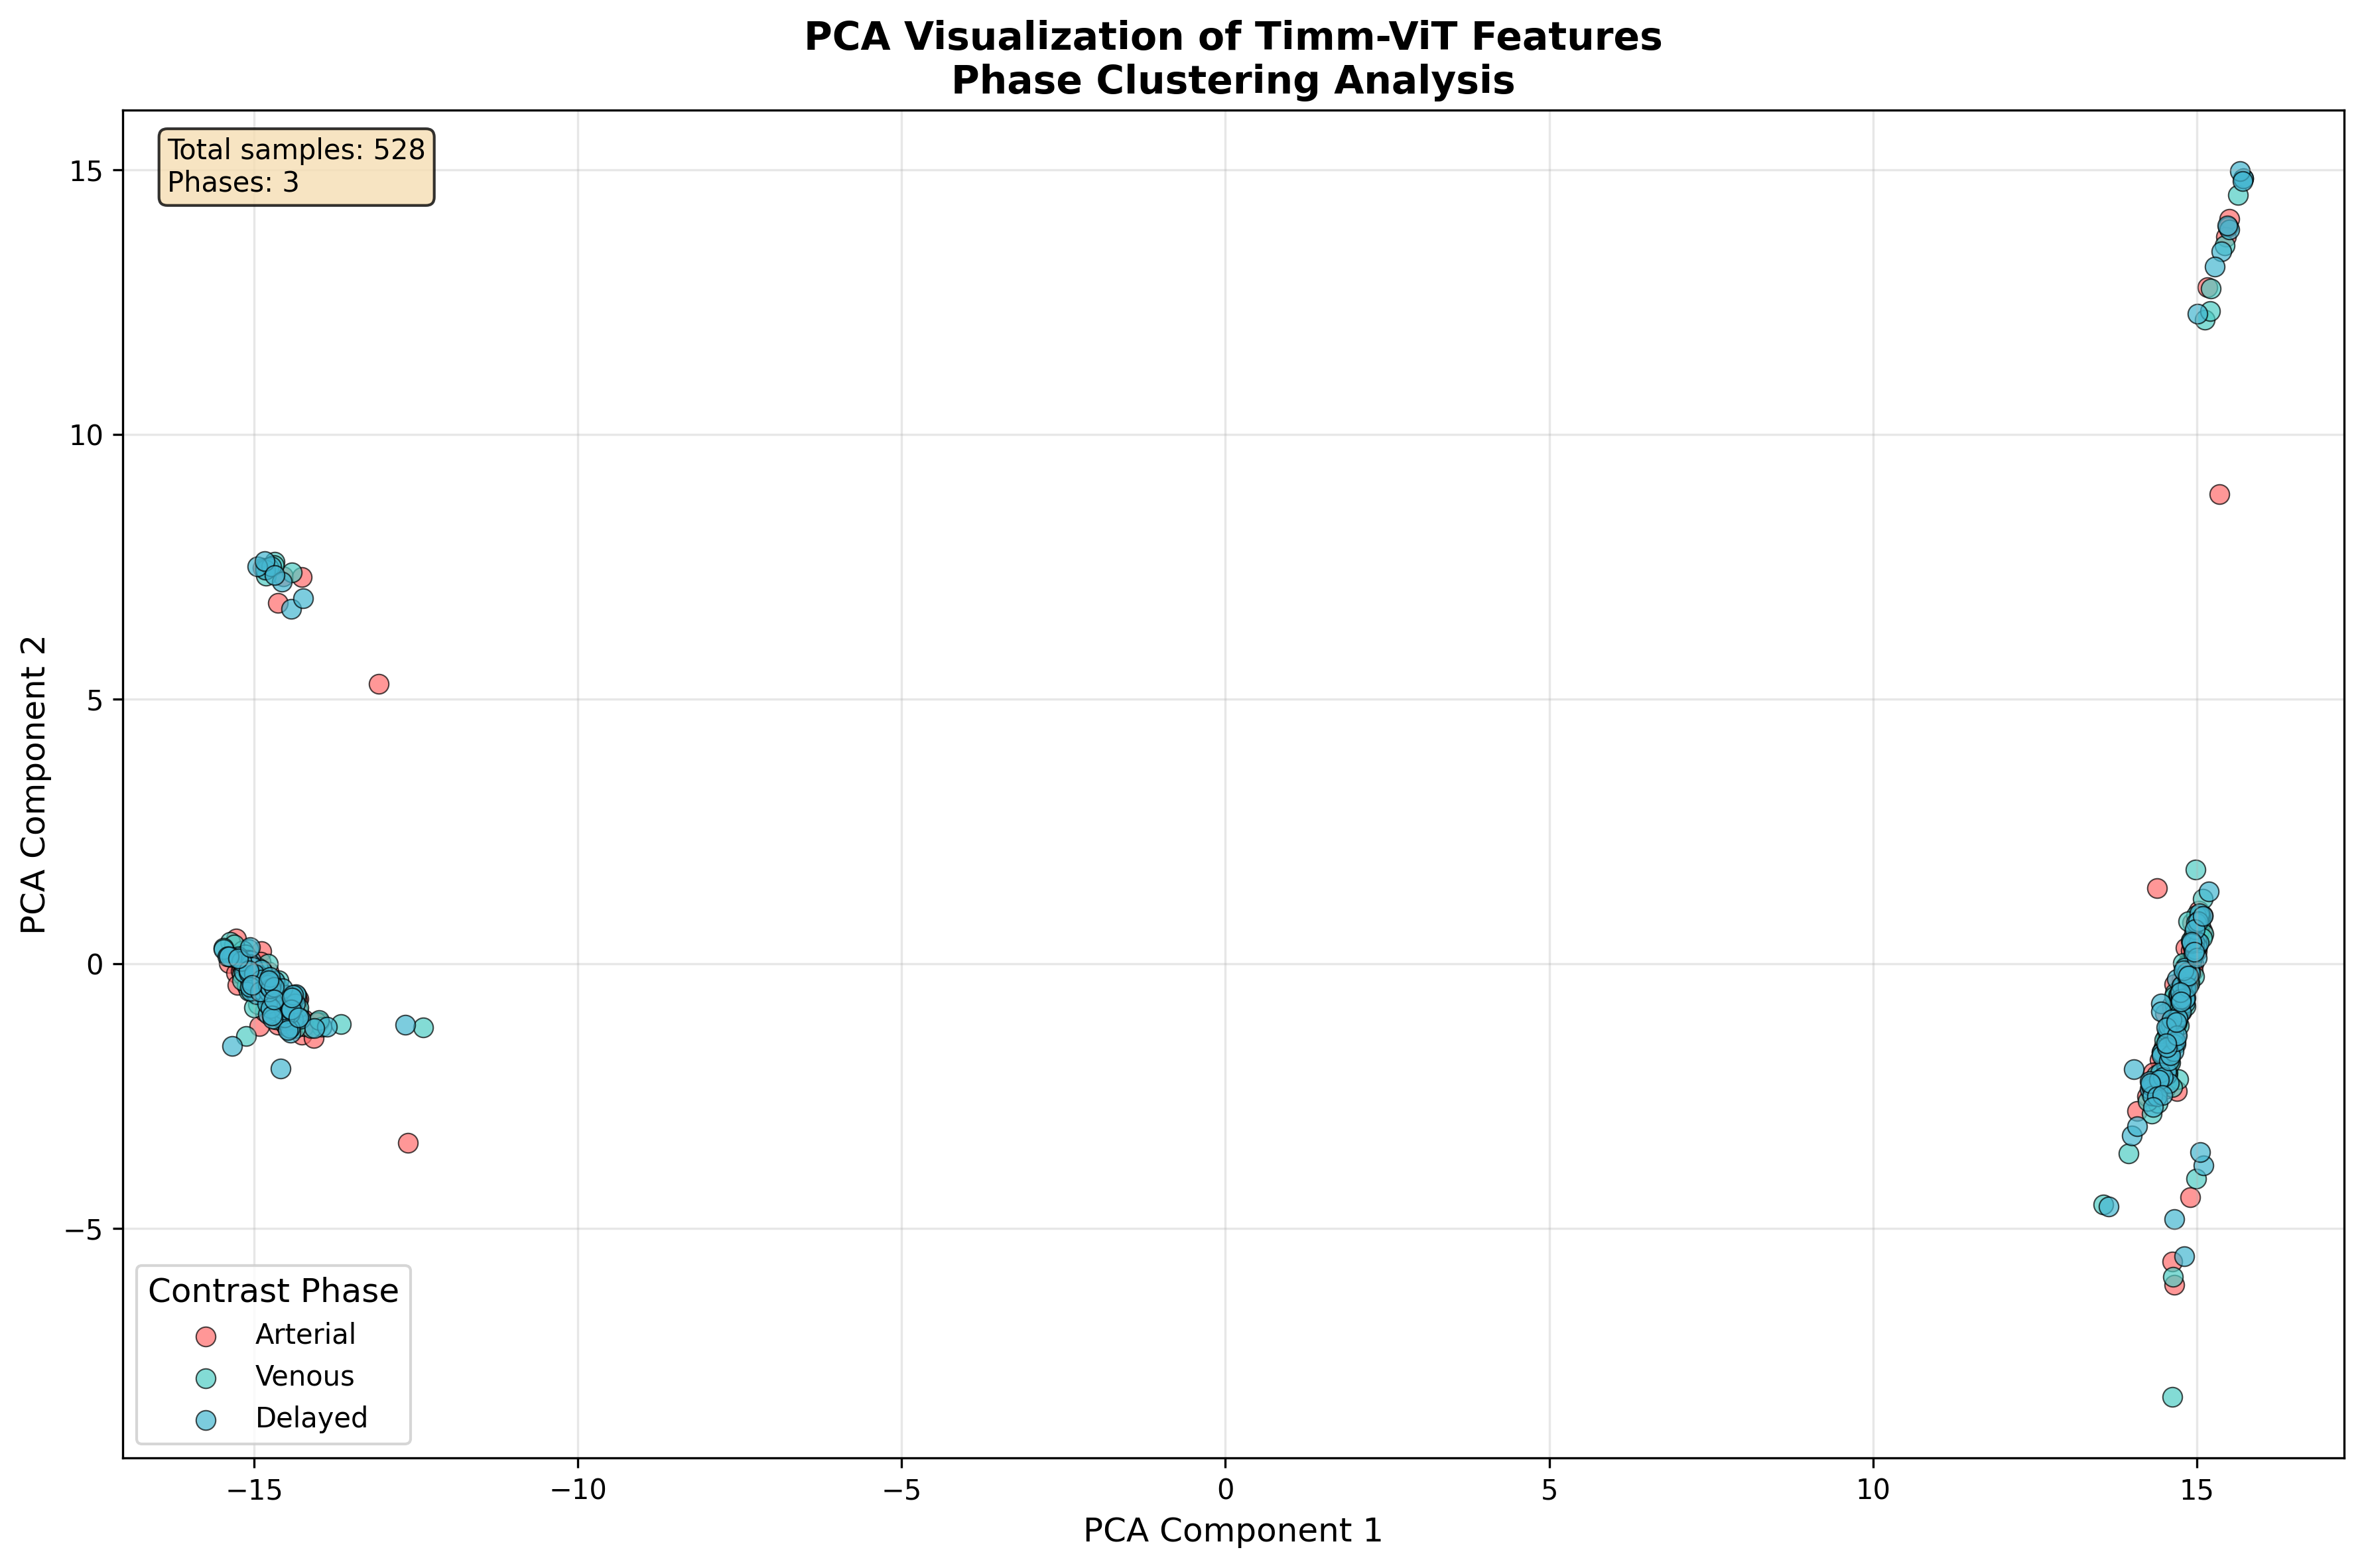 PCA Visualization of Timm-ViT Features
Phase Clustering Analysis
Total samples: 528
Phases: 3
15
10
5
0
−5
PCA Component 2
Contrast Phase
Arterial
Venous
Delayed
−15
−10
−5
0
5
10
15
PCA Component 1